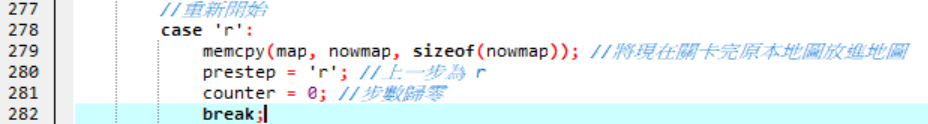 277 //重新開始
278 case 'r':
279 memcpy(map, nowmap, sizeof(nowmap)); //將現在關卡完原本地圖放進地圖
280 prestep = 'r'; //上一步為 r
281 counter = 0; //步數歸零
282 break;